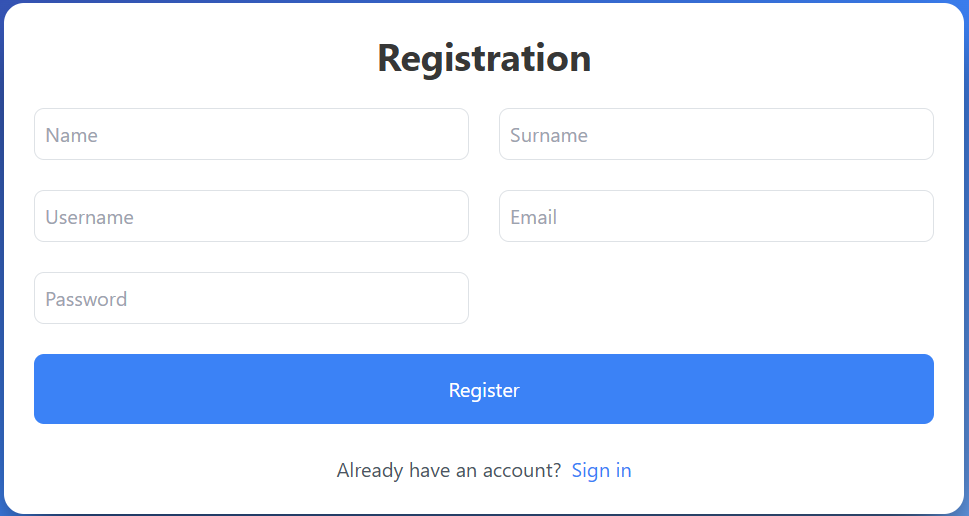 Registration
Name
Surname
Username
Email
Password
Register
Already have an account? Sign in